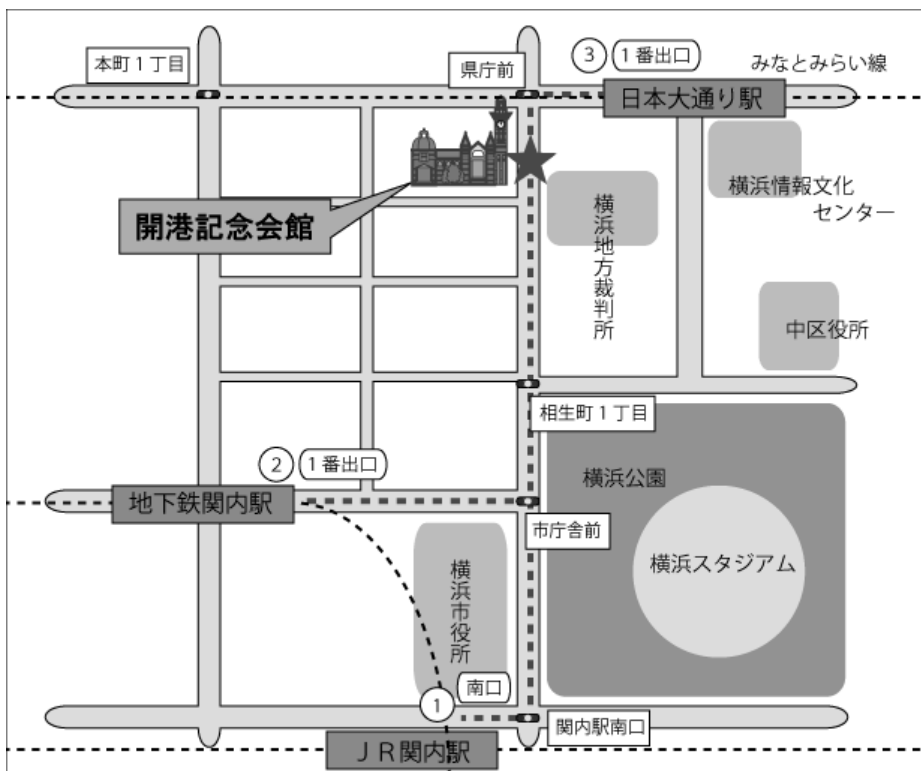 本町1丁目
県庁前
③ 1番出口
みなとみらい線
日本大通り駅
開港記念会館
横浜地方裁判所
横浜情報文化
センター
中区役所
相生町1丁目
② 1番出口
地下鉄関内駅
横浜公園
市庁舎前
横浜スタジアム
横浜市役所
南口
①
関内駅南口
JR関内駅